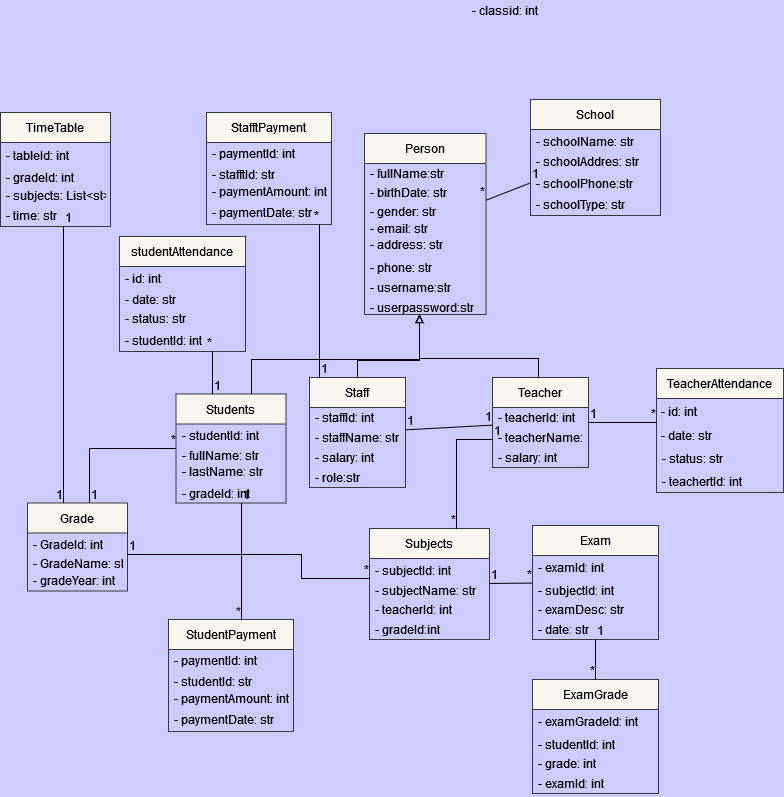 - classid: int
TimeTable
- tableId: int
- gradeId: int
- subjects: List<st>
- time: str
1
StafftPayment
- paymentId: int
- stafftId: str
- paymentAmount: int
- paymentDate: str
*
Person
- fullName:str
- birthDate: str
- gender: str
- email: str
- address: str
- phone: str
- username:str
- userpassword:str
*
1
School
- schoolName: str
- schoolAddres: str
- schoolPhone:str
- schoolType: str
studentAttendance
- id: int
- date: str
- status: str
- studentId: int
*
1
Students
- studentId: int
- fullName: str
- lastName: str
- gradeId: int
1
*
1
Staff
- staffId: int
- staffName: str
- salary: int
- role:str
1
1
Teacher
- teacherId: int
- teacherName:
- salary: int
1
1
*
TeacherAttendance
- id: int
- date: str
- status: str
- teachertId: int
1
1
Grade
- GradeId: int
- GradeName: st
- gradeYear: int
1
*
*
Subjects
- subjectId: int
- subjectName: str
- teacherId: int
- gradeId:int
1
*
Exam
- examId: int
- subjectId: int
- examDesc: str
- date: str
1
*
*
StudentPayment
- paymentId: int
- studentId: str
- paymentAmount: int
- paymentDate: str
ExamGrade
- examGradeId: int
- studentId: int
- grade: int
- examId: int